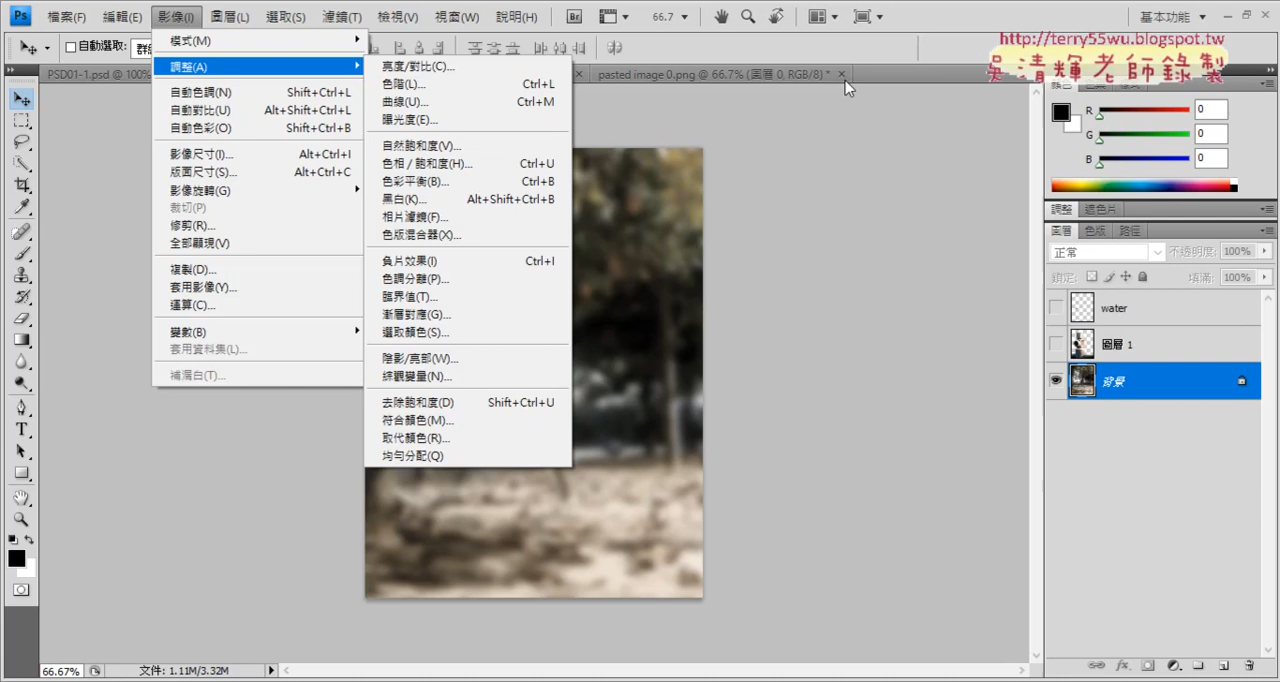 Ps 檔案(F) 編輯(E) 影像(I) 圖層(L) 選取(S) 濾鏡(T) 檢視(V) 視窗(W) 說明(H) Br 66.7 基本功能
http://terry55wu.blogspot.tw
吳清輝老師錄製
自動選取:
PSD01-1.psd @ 100%
pasted image 0.png @ 66.7% (圖層 0, RGB/8) *
模式(M)
調整(A)
自動色調(N) Shift+Ctrl+L
自動對比(U) Alt+Shift+Ctrl+L
自動色彩(O) Shift+Ctrl+B
影像尺寸(I)... Alt+Ctrl+I
版面尺寸(S)... Alt+Ctrl+C
影像旋轉(G)
裁切(P)
修剪(R)...
全部顯現(V)
複製(D)...
套用影像(Y)...
運算(C)...
變數(B)
套用資料集(L)...
補漏白(T)...
亮度/對比(C)...
色階(L)... Ctrl+L
曲線(U)... Ctrl+M
曝光度(E)...
自然飽和度(V)...
色相/飽和度(H)... Ctrl+U
色彩平衡(B)... Ctrl+B
黑白(K)... Alt+Shift+Ctrl+B
相片濾鏡(F)...
色版混合器(X)...
負片效果(I) Ctrl+I
色調分離(P)...
臨界值(T)...
漸層對應(G)...
選取顏色(S)...
陰影/亮部(W)...
綜觀變量(N)...
去除飽和度(D) Shift+Ctrl+U
符合顏色(M)...
取代顏色(R)...
均勻分配(Q)
R 0
G 0
B 0
調整 遮色片
圖層 色版 路徑
正常 不透明度: 100%
鎖定: 填滿: 100%
water
圖層 1
背景
66.67% 文件: 1.11M/3.32M